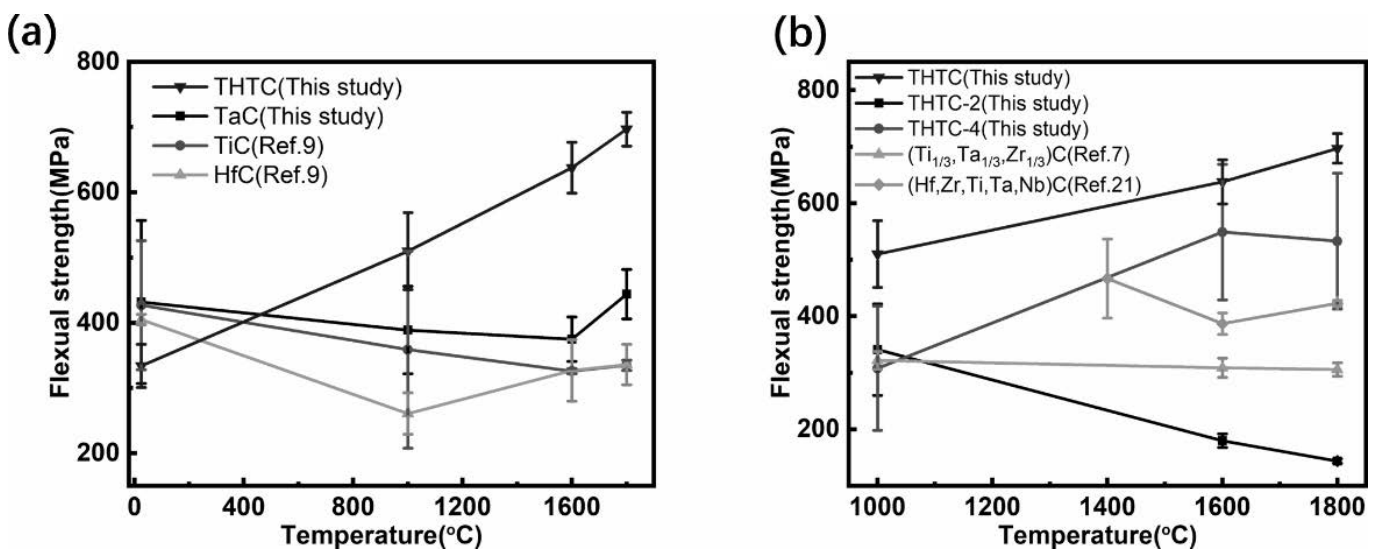 (a)
800
600
400
200
Flexual strength(MPa)
THTC(This study)
TaC(This study)
TiC(Ref.9)
HfC(Ref.9)
0 400 800 1200 1600
Temperature(°C)
(b)
800
600
400
200
Flexual strength(MPa)
THTC(This study)
THTC-2(This study)
THTC-4(This study)
(Ti1/3,Ta1/3,Zr1/3)C(Ref.7)
(Hf,Zr,Ti,Ta,Nb)C(Ref.21)
1000 1200 1400 1600 1800
Temperature(°C)